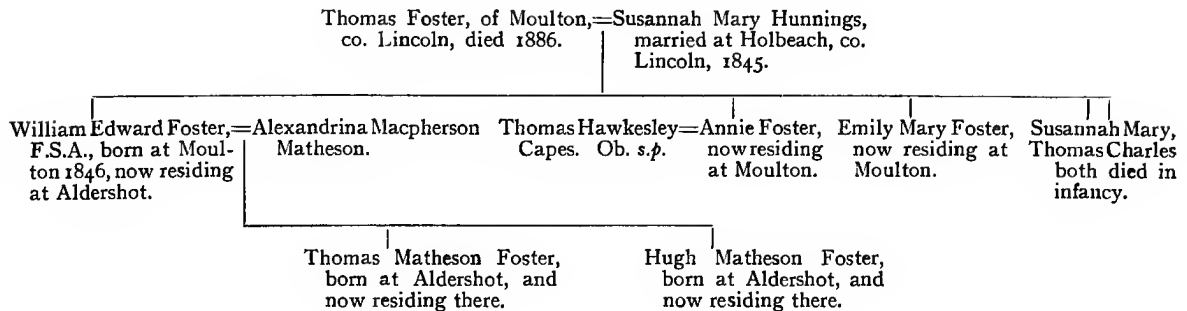 Thomas Foster, of Moulton,=Susannah Mary Hunnings,
co. Lincoln, died 1886.
married at Holbeach, co.
Lincoln, 1845.
William Edward Foster,=Alexandrina Macpherson
F.S.A., born at Moul-
ton 1846, now residing
at Aldershot.
Matheson.
Thomas Hawkesley=Annie Foster,
Capes. Ob. s.p.
now residing
at Moulton.
Emily Mary Foster,
now residing at
Moulton.
Susannah Mary,
Thomas Charles
both died in
infancy.
Thomas Matheson Foster,
born at Aldershot, and
now residing there.
Hugh Matheson Foster,
born at Aldershot, and
now residing there.